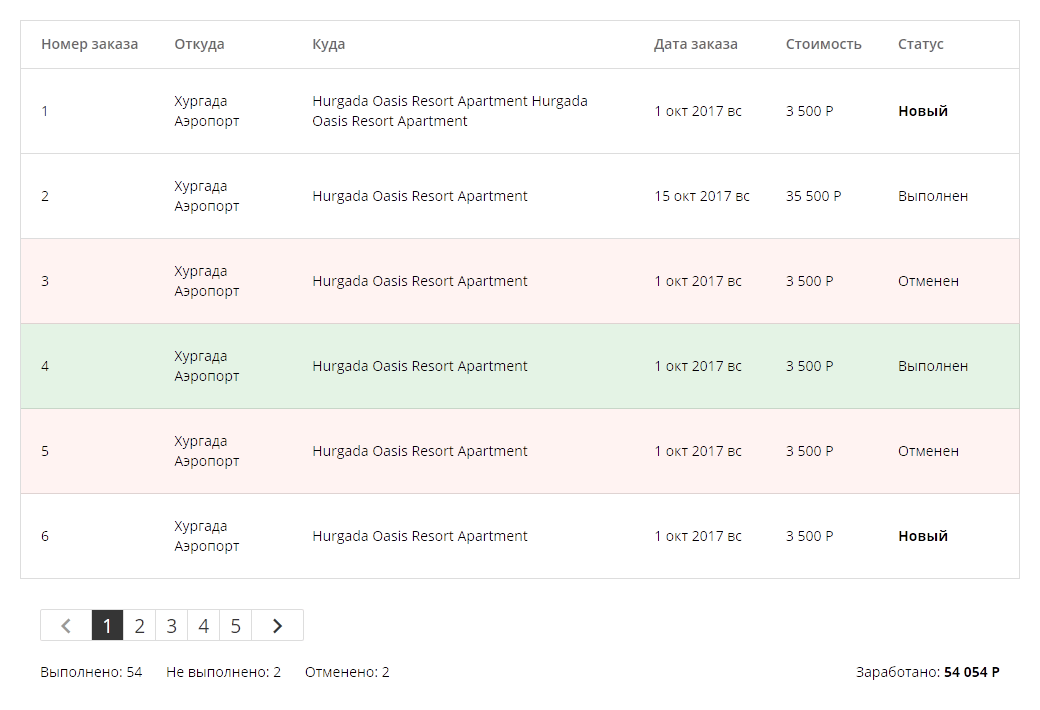 Номер заказа Откуда Куда Дата заказа Стоимость Статус
1 Хургада Аэропорт Hurgada Oasis Resort Apartment Hurgada Oasis Resort Apartment 1 окт 2017 вс 3 500 Р Новый
2 Хургада Аэропорт Hurgada Oasis Resort Apartment 15 окт 2017 вс 35 500 Р Выполнен
3 Хургада Аэропорт Hurgada Oasis Resort Apartment 1 окт 2017 вс 3 500 Р Отменен
4 Хургада Аэропорт Hurgada Oasis Resort Apartment 1 окт 2017 вс 3 500 Р Выполнен
5 Хургада Аэропорт Hurgada Oasis Resort Apartment 1 окт 2017 вс 3 500 Р Отменен
6 Хургада Аэропорт Hurgada Oasis Resort Apartment 1 окт 2017 вс 3 500 Р Новый
1 2 3 4 5
Выполнено: 54 Не выполнено: 2 Отменено: 2 Заработано: 54 054 Р